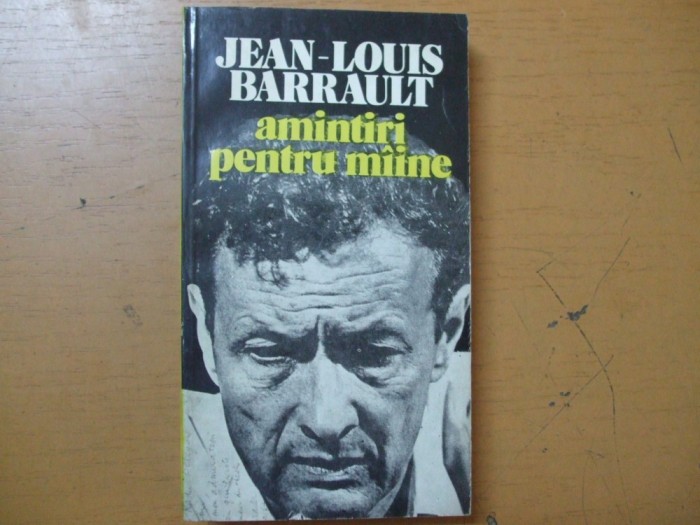 JEAN-LOUIS
BARRAULT
amintiri
pentru mîine